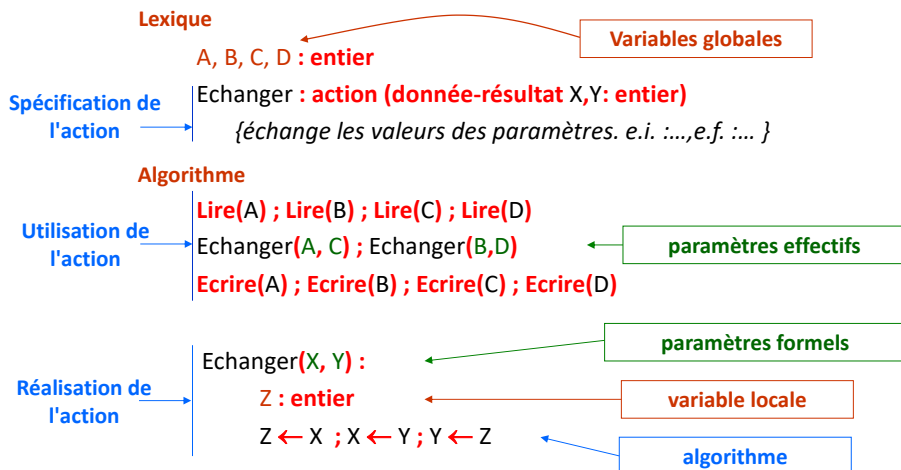 Lexique
Variables globales
A, B, C, D : entier
Spécification de
l'action
Echanger : action (donnée-résultat X,Y: entier)
{échange les valeurs des paramètres. e.i. :...,e.f. :... }
Algorithme
Utilisation de
l'action
Lire(A) ; Lire(B) ; Lire(C) ; Lire(D)
Echanger(A, C) ; Echanger(B,D)
paramètres effectifs
Ecrire(A) ; Ecrire(B) ; Ecrire(C) ; Ecrire(D)
Réalisation de
l'action
Echanger(X, Y) :
paramètres formels
Z : entier
variable locale
Z ← X ; X ← Y ; Y ← Z
algorithme